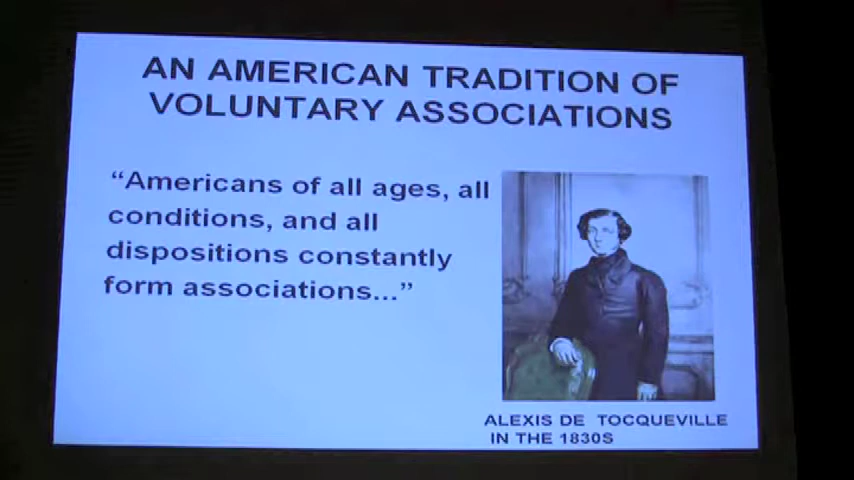 AN AMERICAN TRADITION OF
VOLUNTARY ASSOCIATIONS
“Americans of all ages, all
conditions, and all
dispositions constantly
form associations...”
ALEXIS DE TOCQUEVILLE
IN THE 1830S